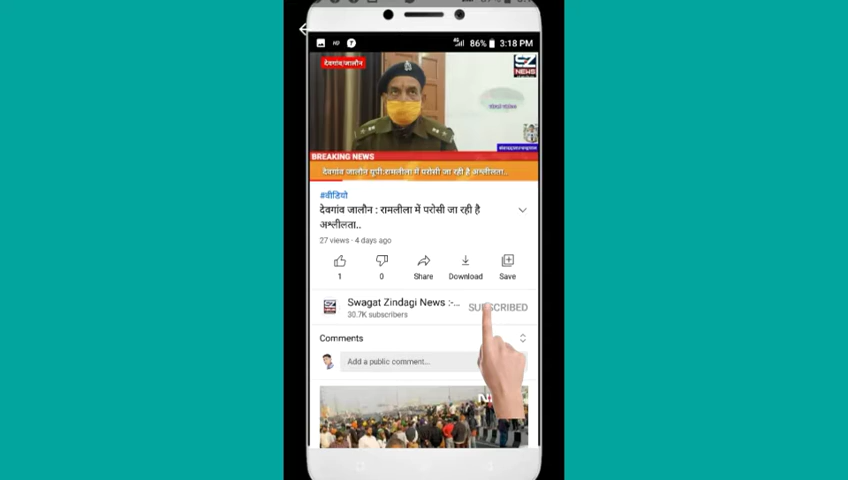 HD T 4G 86% 3:18 PM
देवगांव/जालौन
SZ
NEWS
BREAKING NEWS
देवगांव जालौन यूपी:रामलीला में परोसी जा रही है अश्लीलता..
#वीडियो
देवगांव जालौन : रामलीला में परोसी जा रही है
अश्लीलता..
27 views · 4 days ago
1 0 Share Download Save
Swagat Zindagi News :-...
SUBSCRIBED
30.7K subscribers
Comments
Add a public comment...